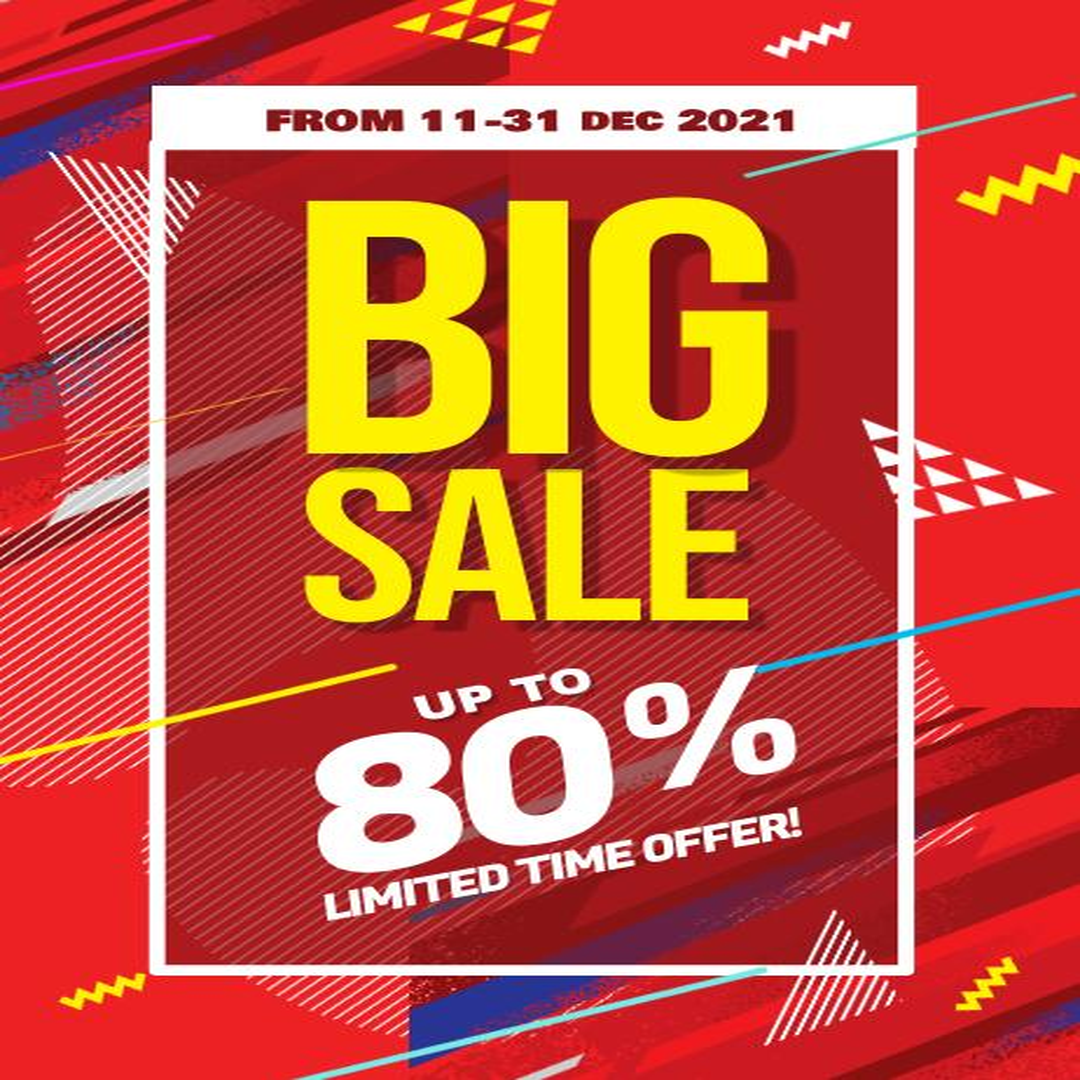 FROM 11-31 DEC 2021
BIG
SALE
UP TO
80%
LIMITED TIME OFFER!